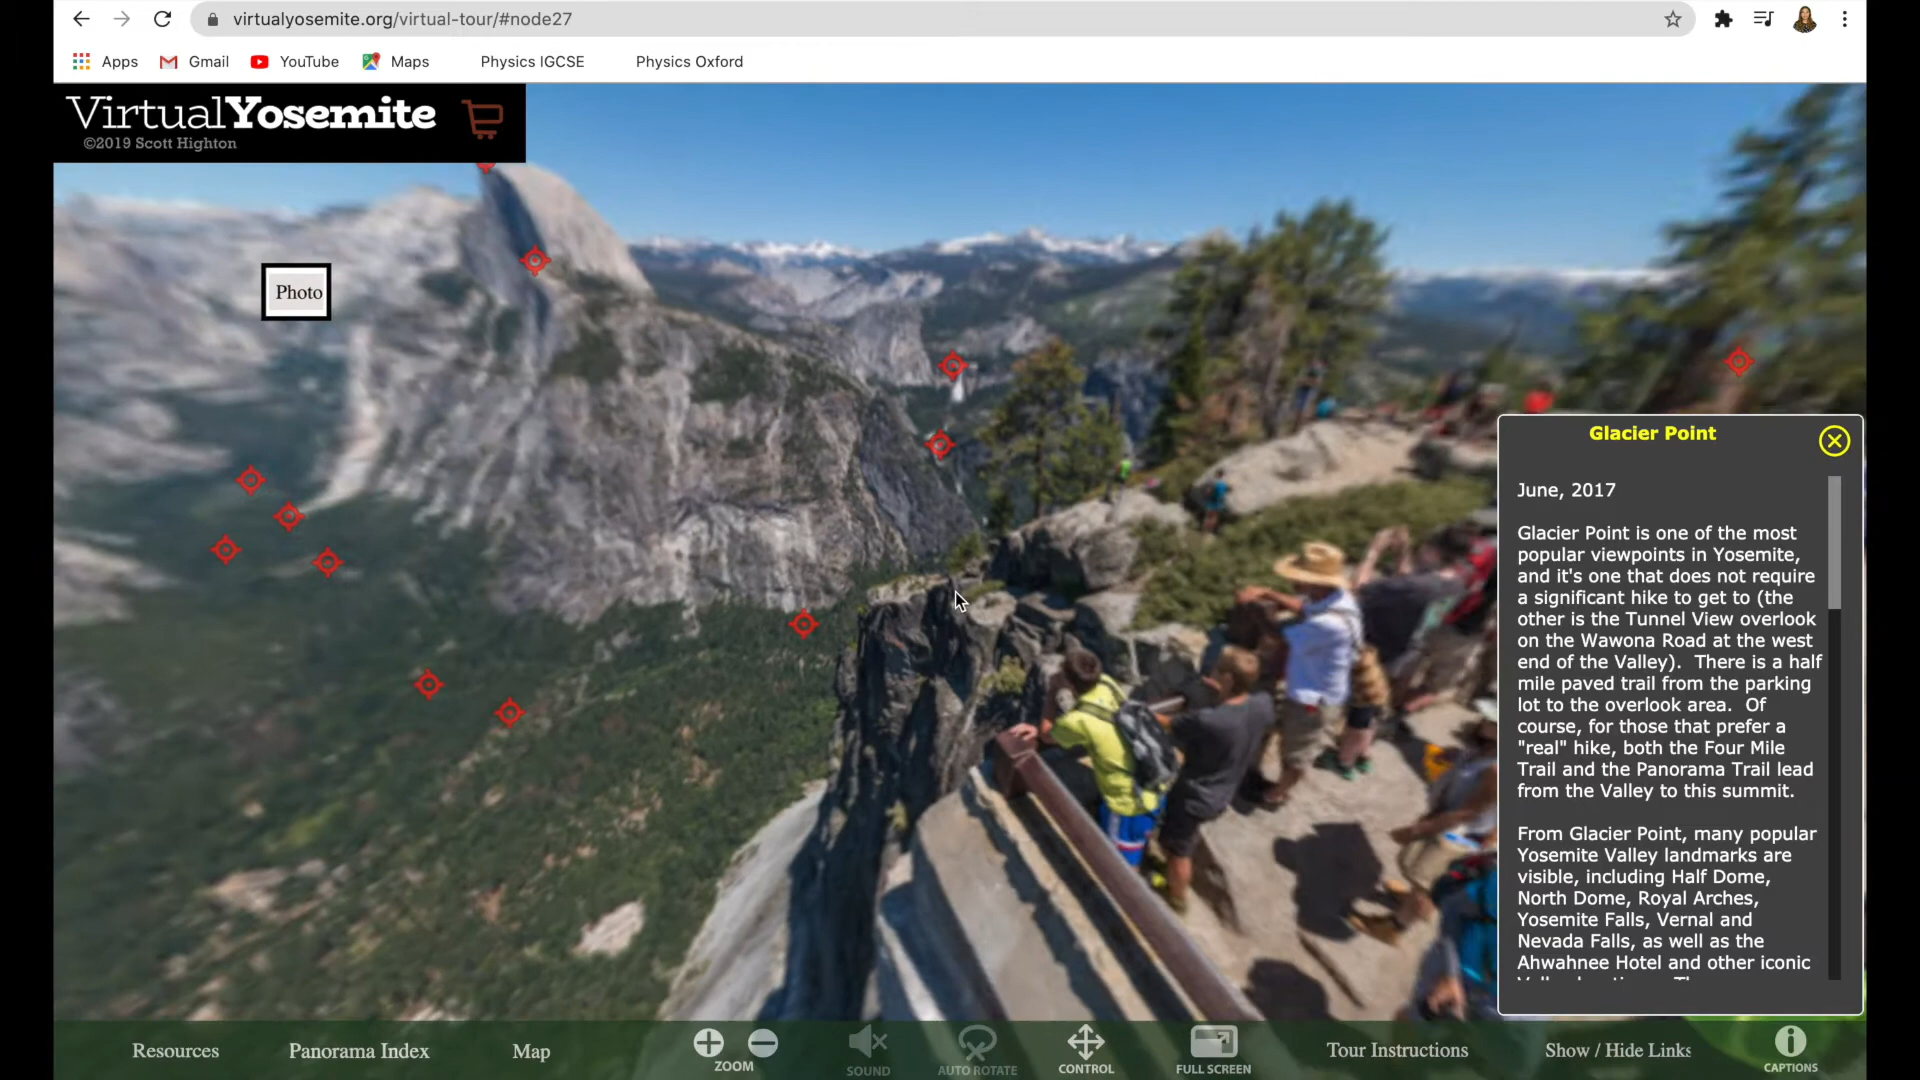 virtualyosemite.org/virtual-tour/#node27
Apps Gmail YouTube Maps Physics IGCSE Physics Oxford
VirtualYosemite
©2019 Scott Highton
Photo
Glacier Point
June, 2017
Glacier Point is one of the most
popular viewpoints in Yosemite,
and it's one that does not require
a significant hike to get to (the
other is the Tunnel View overlook
on the Wawona Road at the west
end of the Valley). There is a half
mile paved trail from the parking
lot to the overlook area. Of
course, for those that prefer a
"real" hike, both the Four Mile
Trail and the Panorama Trail lead
from the Valley to this summit.
From Glacier Point, many popular
Yosemite Valley landmarks are
visible, including Half Dome,
North Dome, Royal Arches,
Yosemite Falls, Vernal and
Nevada Falls, as well as the
Ahwahnee Hotel and other iconic
Resources Panorama Index Map ZOOM SOUND AUTO ROTATE CONTROL FULL SCREEN Tour Instructions Show / Hide Links CAPTIONS